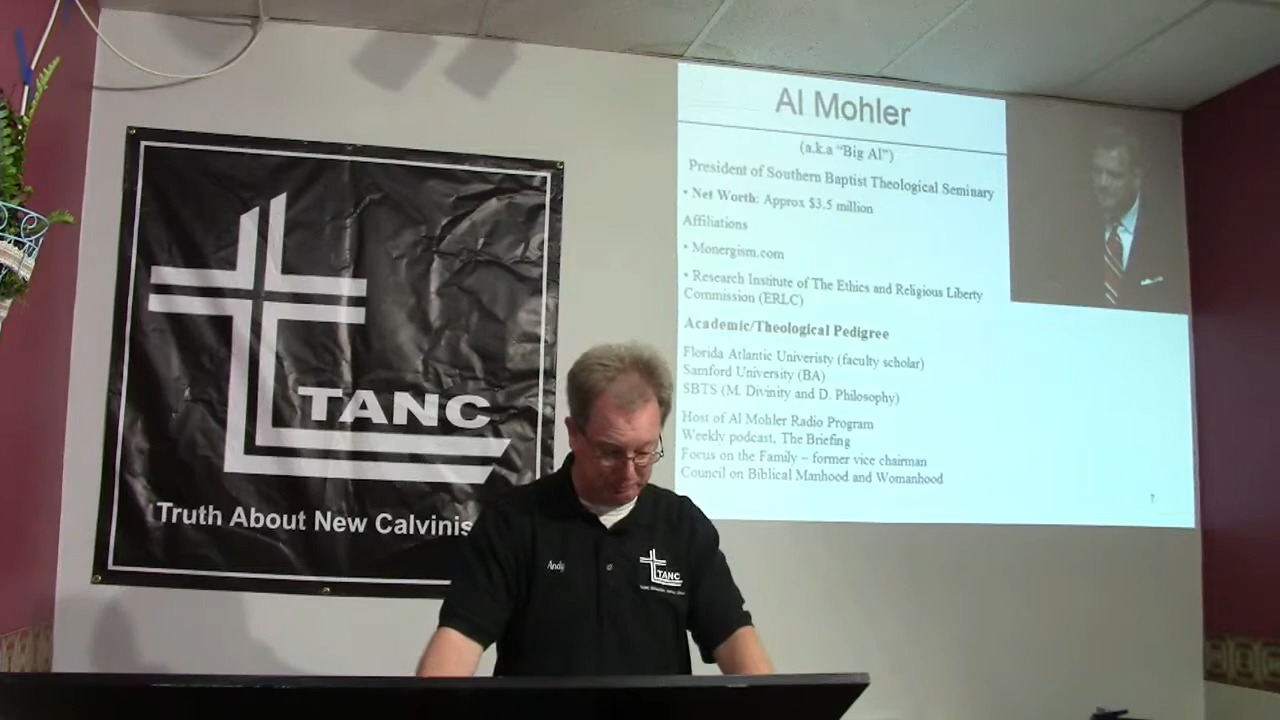 TANC
Truth About New Calvinis
Andy
TANC
Al Mohler
(a.k.a "Big Al")
President of Southern Baptist Theological Seminary
• Net Worth: Approx $3.5 million
Affiliations
• Monergism.com
• Research Institute of The Ethics and Religious Liberty
Commission (ERLC)
Academic/Theological Pedigree
Florida Atlantic Univeristy (faculty scholar)
Samford University (BA)
SBTS (M. Divinity and D. Philosophy)
Host of Al Mohler Radio Program
Weekly podcast, The Briefing
Focus on the Family – former vice chairman
Council on Biblical Manhood and Womanhood
7